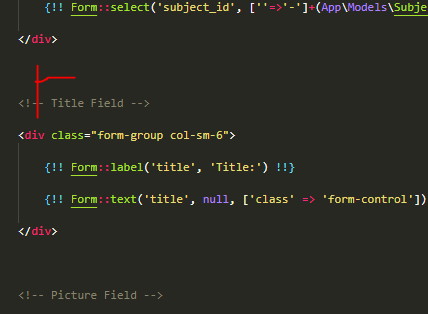 {!! Form::select('subject_id', [''=>'-']+(App\Models\Subje
</div>
<!-- Title Field -->
<div class="form-group col-sm-6">
{!! Form::label('title', 'Title:') !!}
{!! Form::text('title', null, ['class' => 'form-control'])
</div>
<!-- Picture Field -->